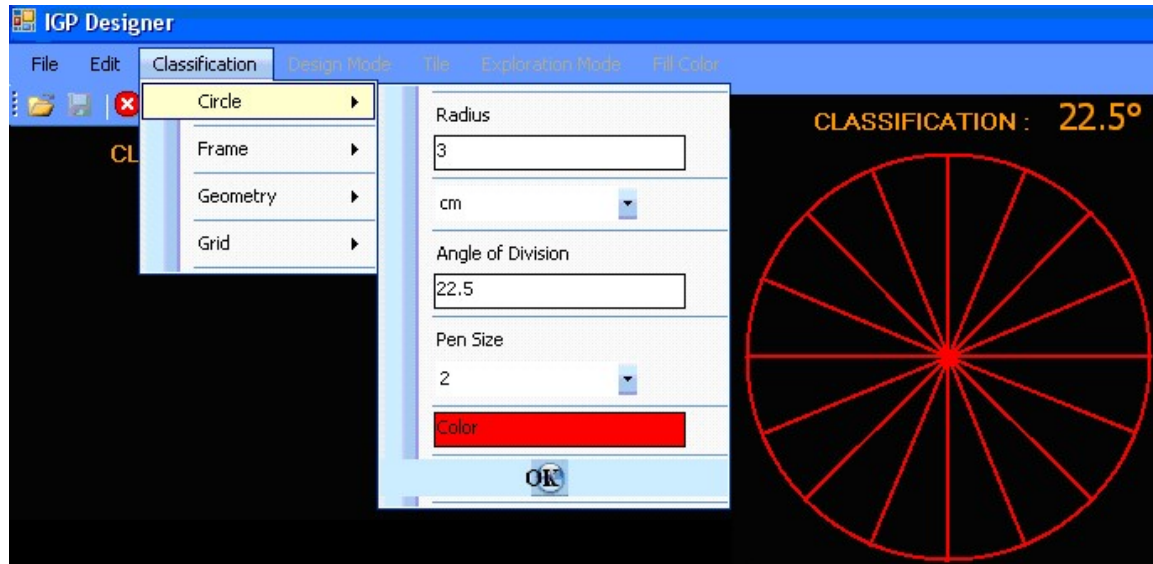 IGP Designer
File Edit Classification Design Mode Tile Exploration Mode Fill Color
Circle
Frame
Geometry
Grid
CL
Radius
3
cm
Angle of Division
22.5
Pen Size
2
Color
OK
CLASSIFICATION : 22.5°